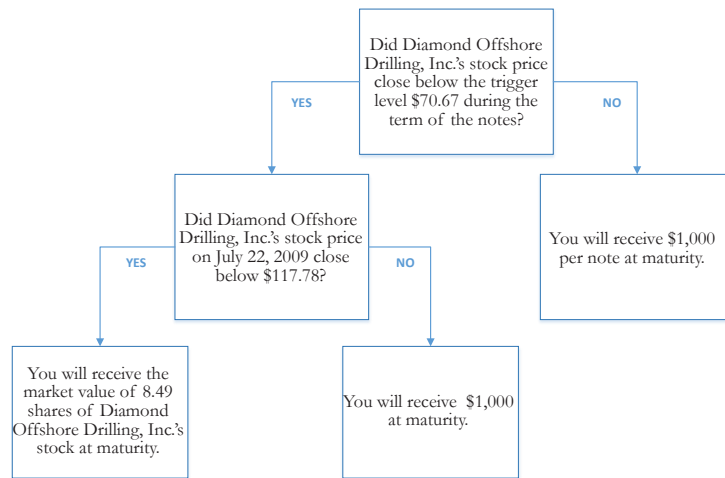 Did Diamond Offshore
Drilling, Inc.'s stock price
close below the trigger
level $70.67 during the
term of the notes?
YES
NO
Did Diamond Offshore
Drilling, Inc.'s stock price
on July 22, 2009 close
below $117.78?
You will receive $1,000
per note at maturity.
YES
NO
You will receive the
market value of 8.49
shares of Diamond
Offshore Drilling, Inc.'s
stock at maturity.
You will receive $1,000
at maturity.